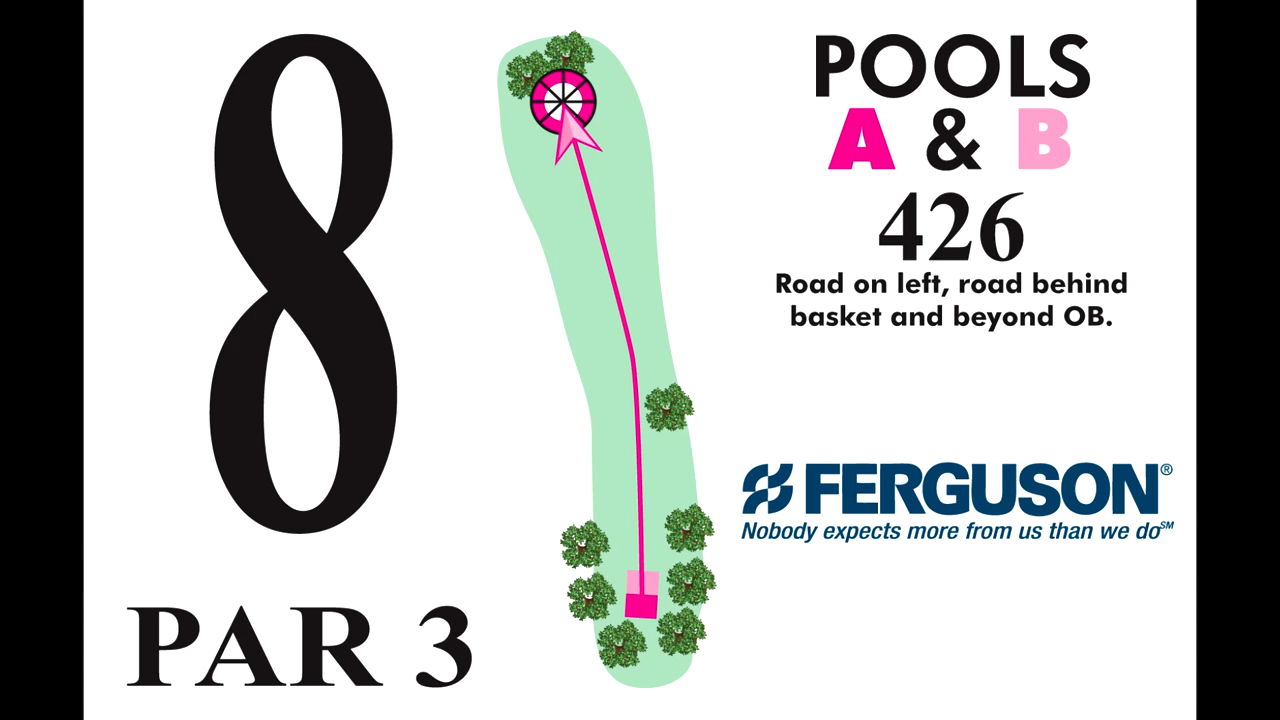 8
PAR 3
POOLS
A & B
426
Road on left, road behind
basket and beyond OB.
FERGUSON®
Nobody expects more from us than we do℠